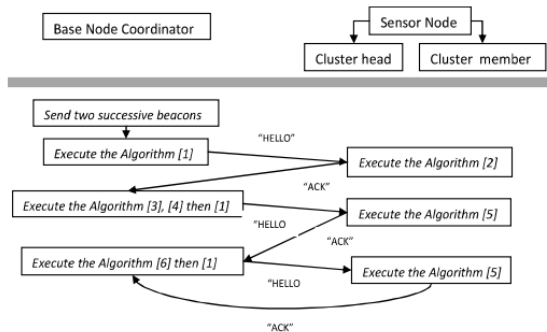 Base Node Coordinator
Sensor Node
Cluster head
Cluster member
Send two successive beacons
Execute the Algorithm [1]
"HELLO"
Execute the Algorithm [2]
"ACK"
Execute the Algorithm [3], [4] then [1]
Execute the Algorithm [5]
"HELLO
"ACK"
Execute the Algorithm [6] then [1]
Execute the Algorithm [5]
"HELLO
"ACK"